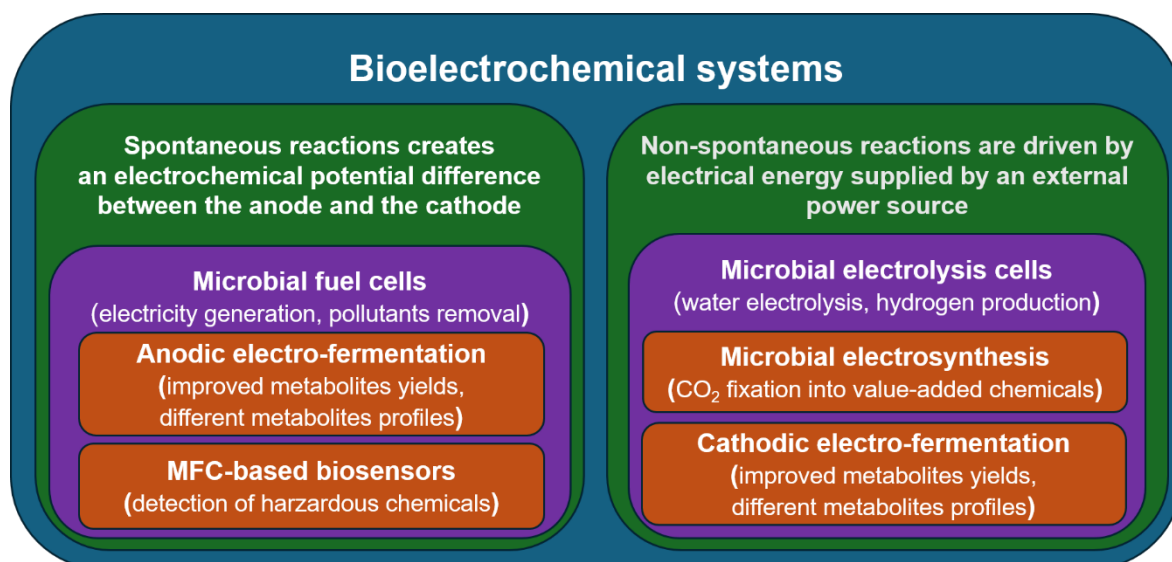 Bioelectrochemical systems
Spontaneous reactions creates
an electrochemical potential difference
between the anode and the cathode
Microbial fuel cells
(electricity generation, pollutants removal)
Anodic electro-fermentation
(improved metabolites yields,
different metabolites profiles)
MFC-based biosensors
(detection of harzardous chemicals)
Non-spontaneous reactions are driven by
electrical energy supplied by an external
power source
Microbial electrolysis cells
(water electrolysis, hydrogen production)
Microbial electrosynthesis
(CO₂ fixation into value-added chemicals)
Cathodic electro-fermentation
(improved metabolites yields,
different metabolites profiles)